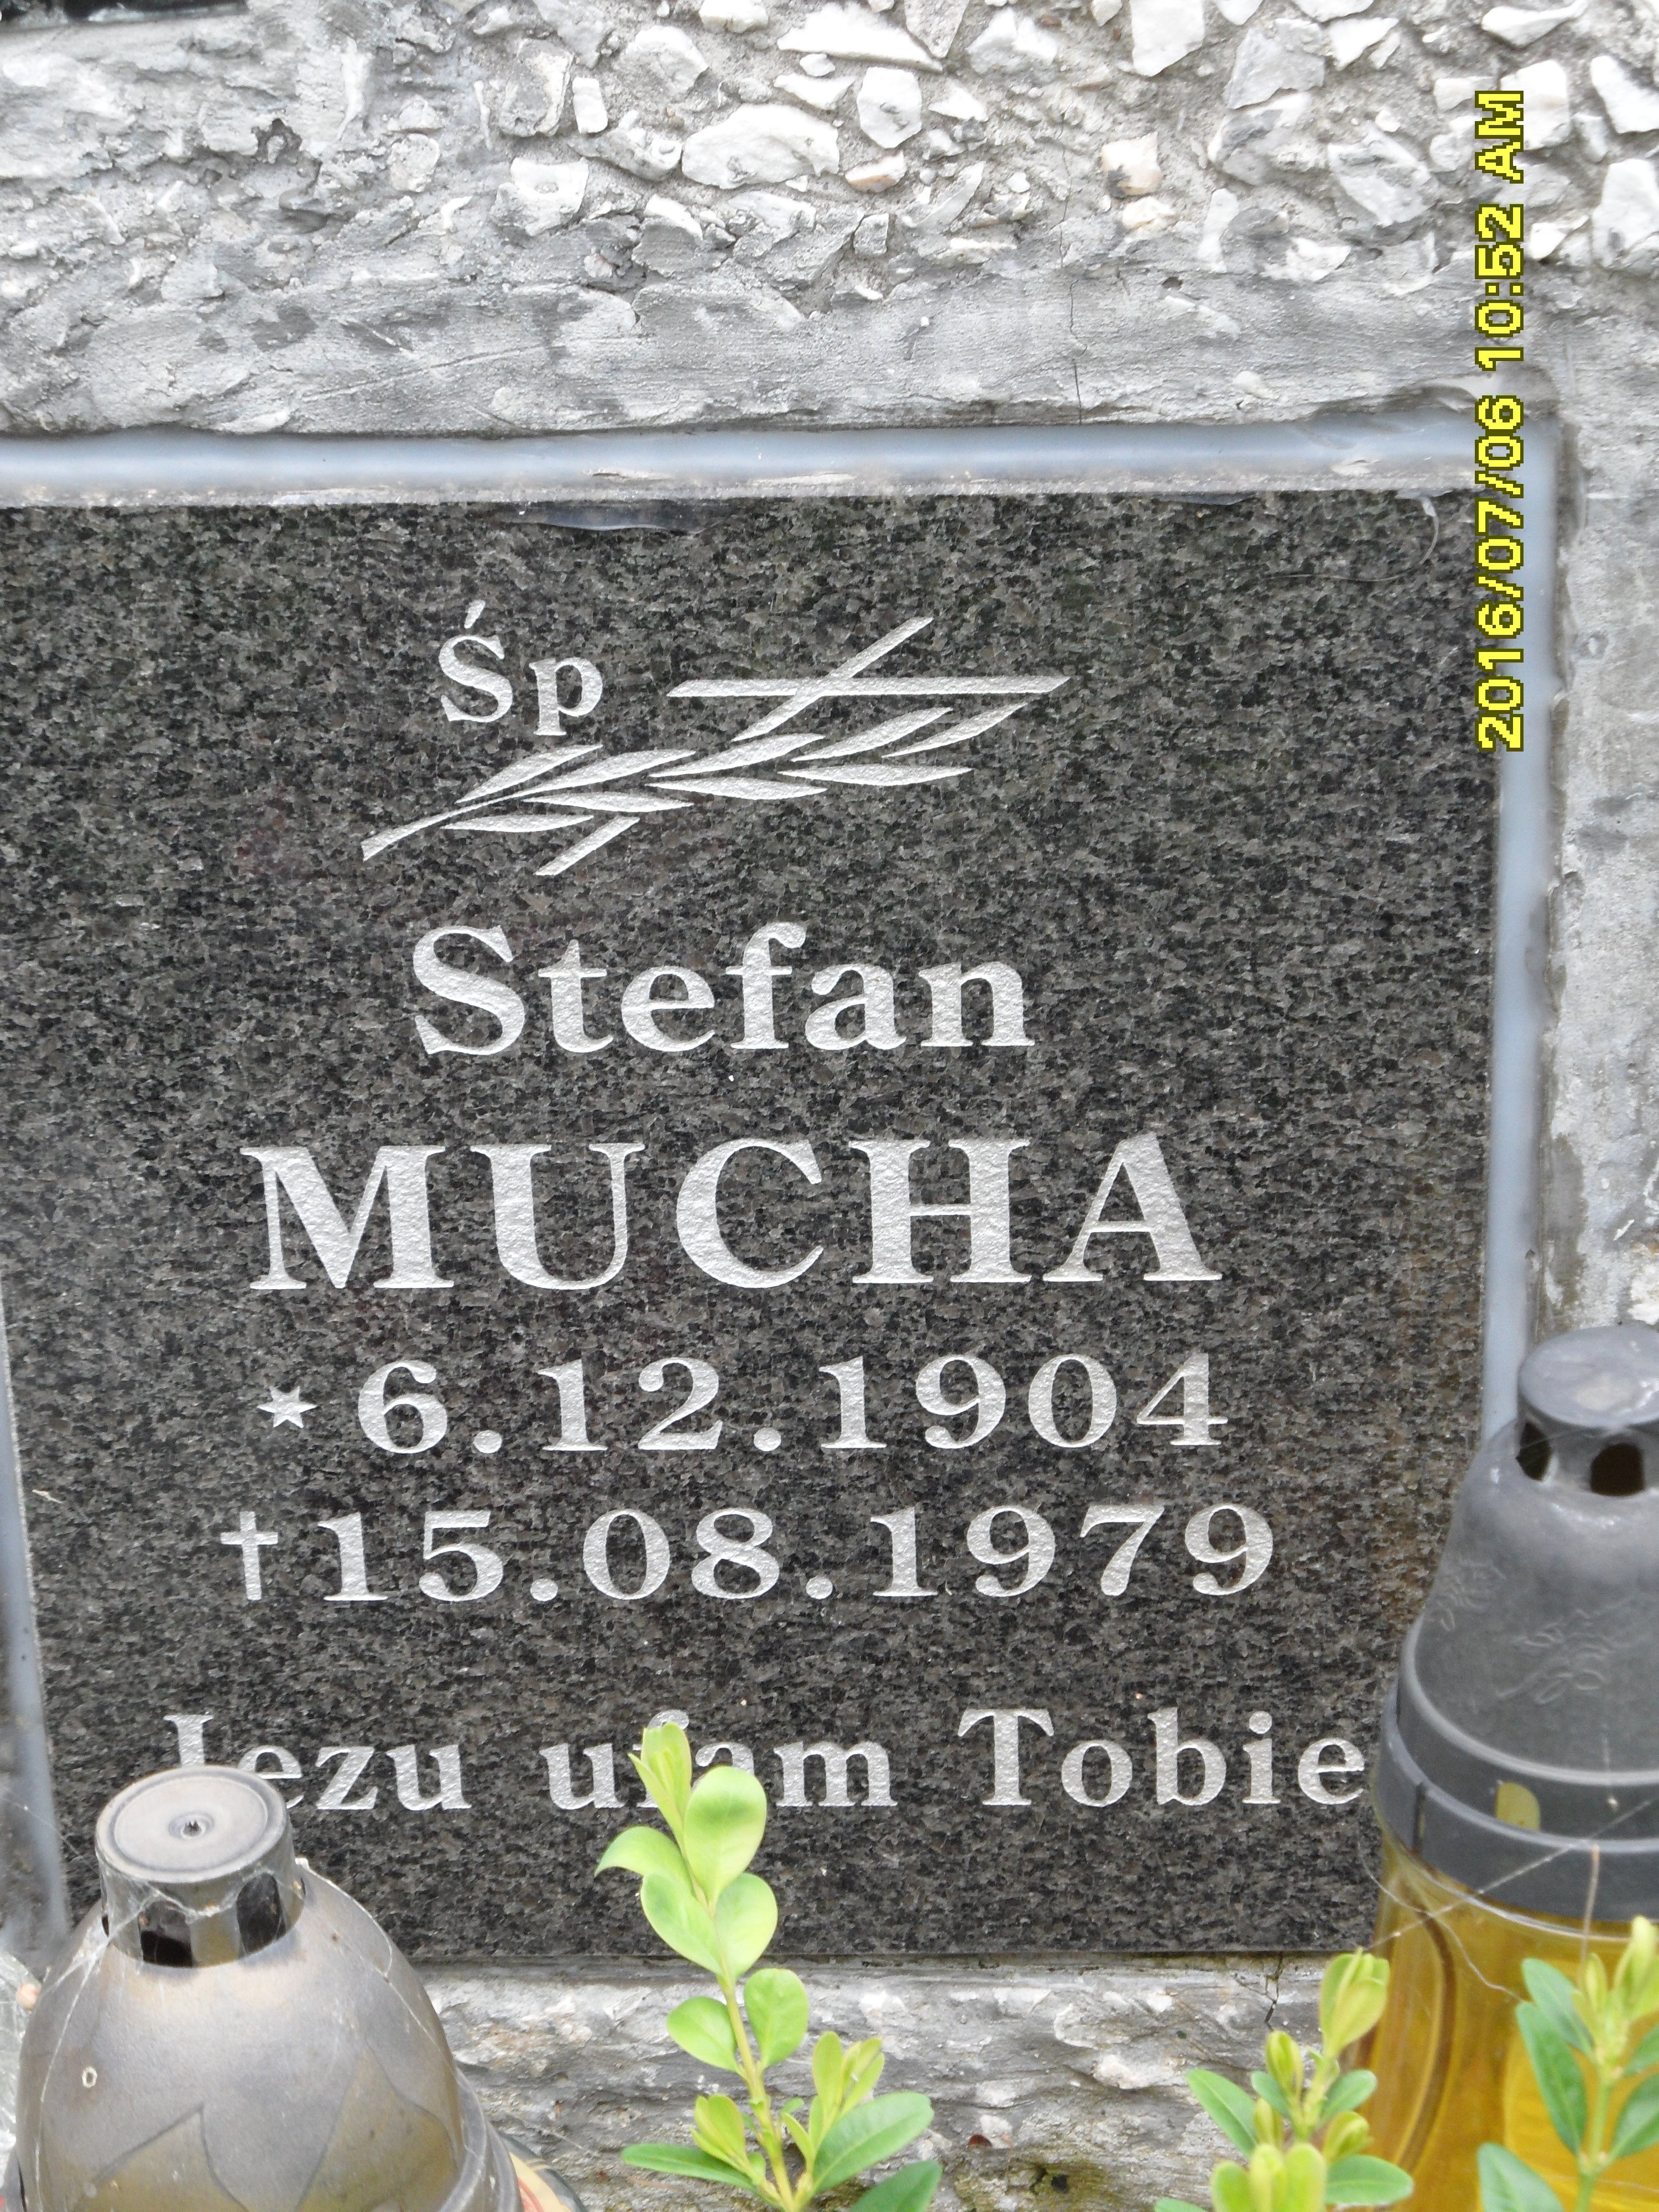 Śp
Stefan
MUCHA
* 6.12.1904
†15.08.1979
Jezu ufam Tobie
2016/07/06 10:52 AM